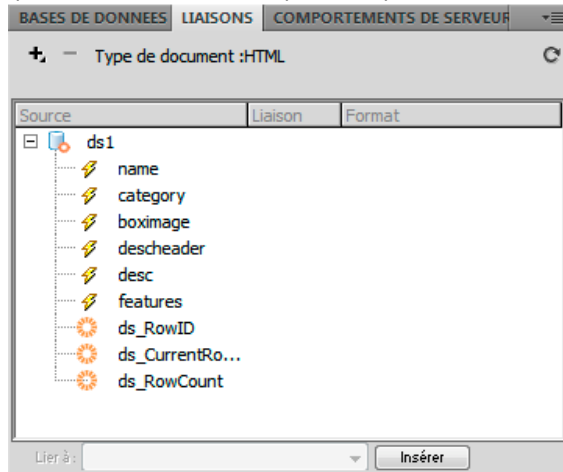 BASES DE DONNEES LIAISONS COMPORTEMENTS DE SERVEUR
Type de document :HTML
Source Liaison Format
ds1
name
category
boximage
descheader
desc
features
ds_RowID
ds_CurrentRo...
ds_RowCount
Lier à : Insérer